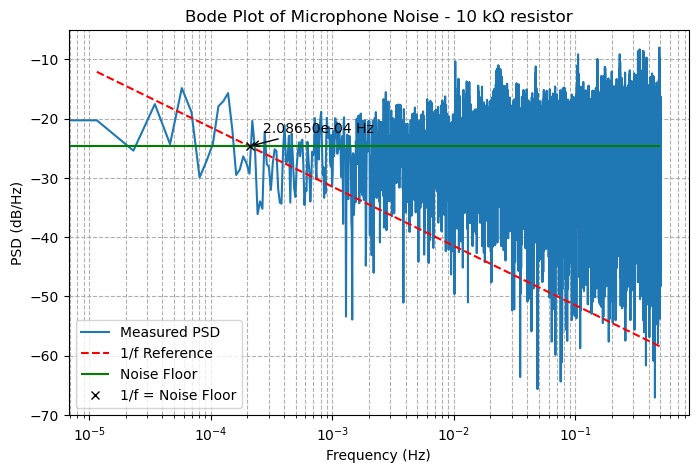 Bode Plot of Microphone Noise - 10 kΩ resistor
PSD (dB/Hz)
−10
−20
−30
−40
−50
−60
−70
2.08650e-04 Hz
Measured PSD
1/f Reference
Noise Floor
1/f = Noise Floor
10⁻⁵ 10⁻⁴ 10⁻³ 10⁻² 10⁻¹
Frequency (Hz)